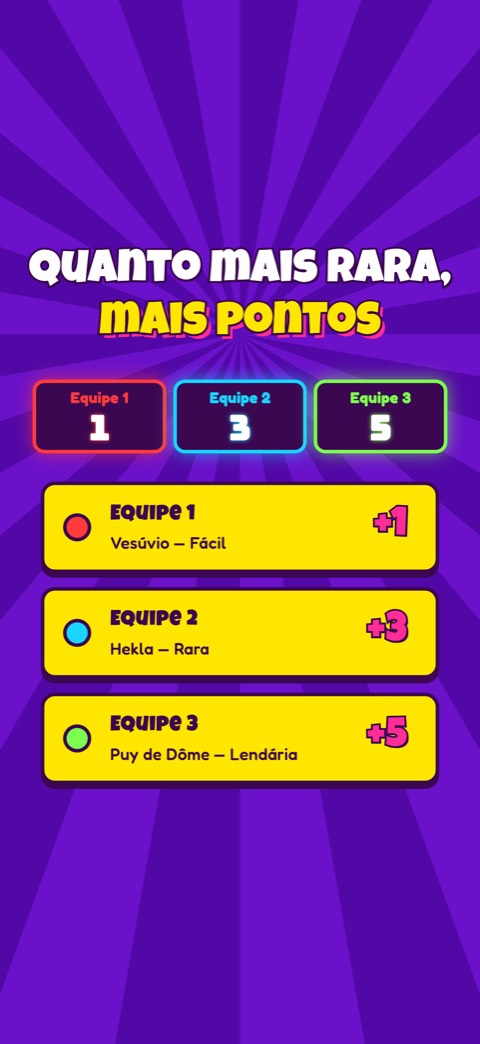 Quanto mais rara,
mais pontos
Equipe 1
1
Equipe 2
3
Equipe 3
5
Equipe 1
Vesúvio – Fácil
+1
Equipe 2
Hekla – Rara
+3
Equipe 3
Puy de Dôme – Lendária
+5